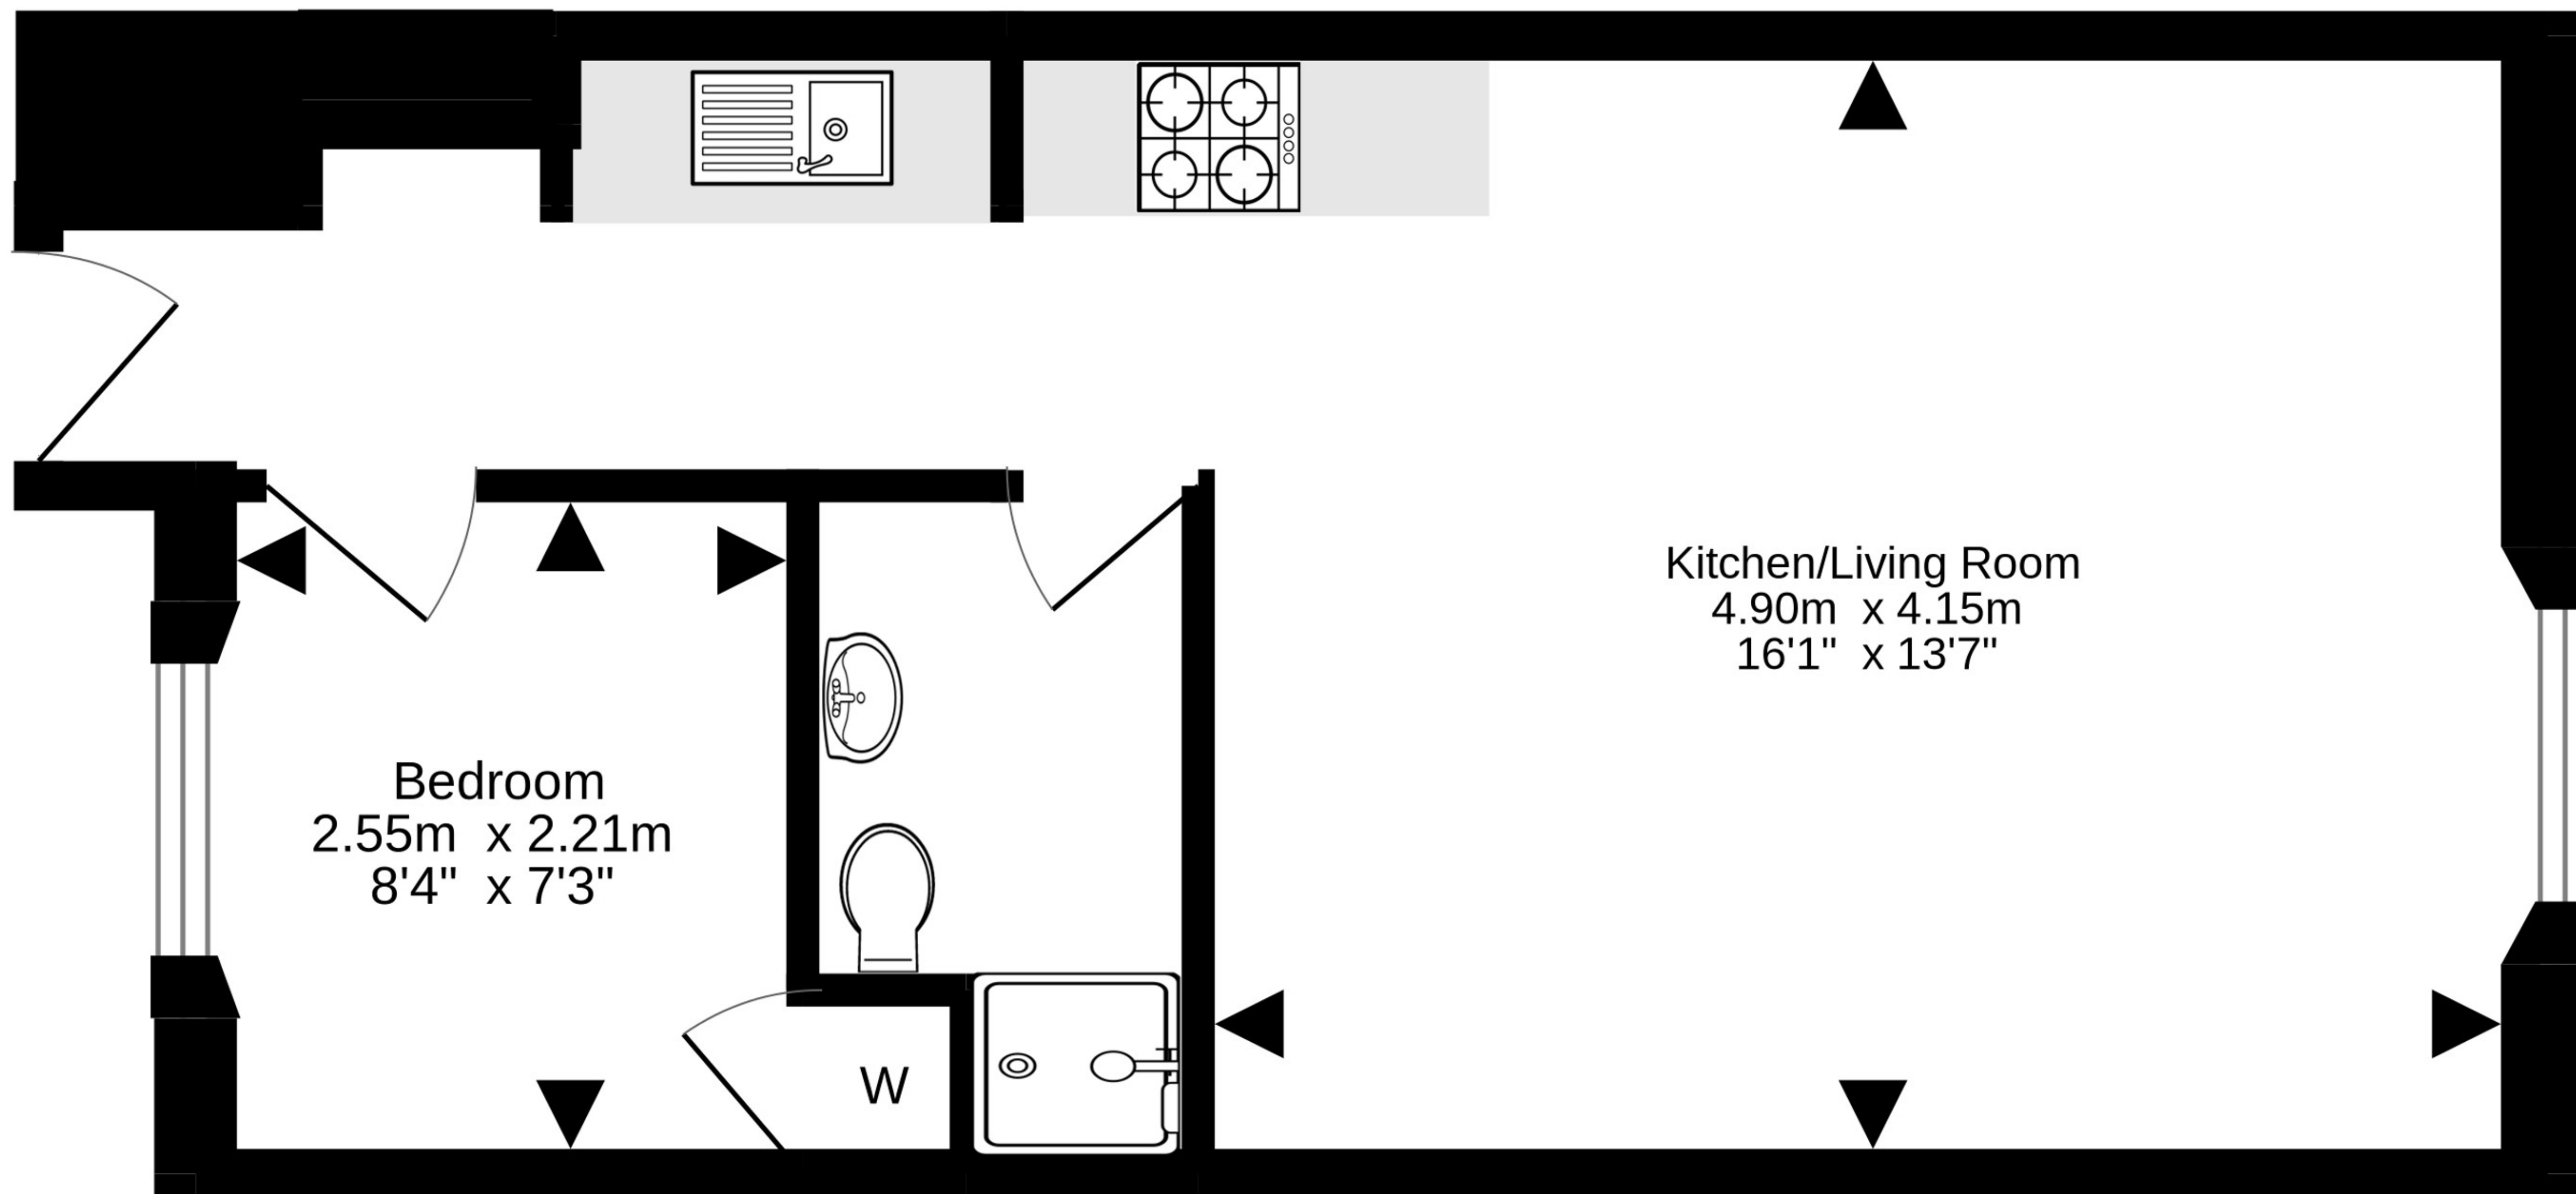 Kitchen/Living Room
4.90m x 4.15m
16'1" x 13'7"
Bedroom
2.55m x 2.21m
8'4" x 7'3"
W